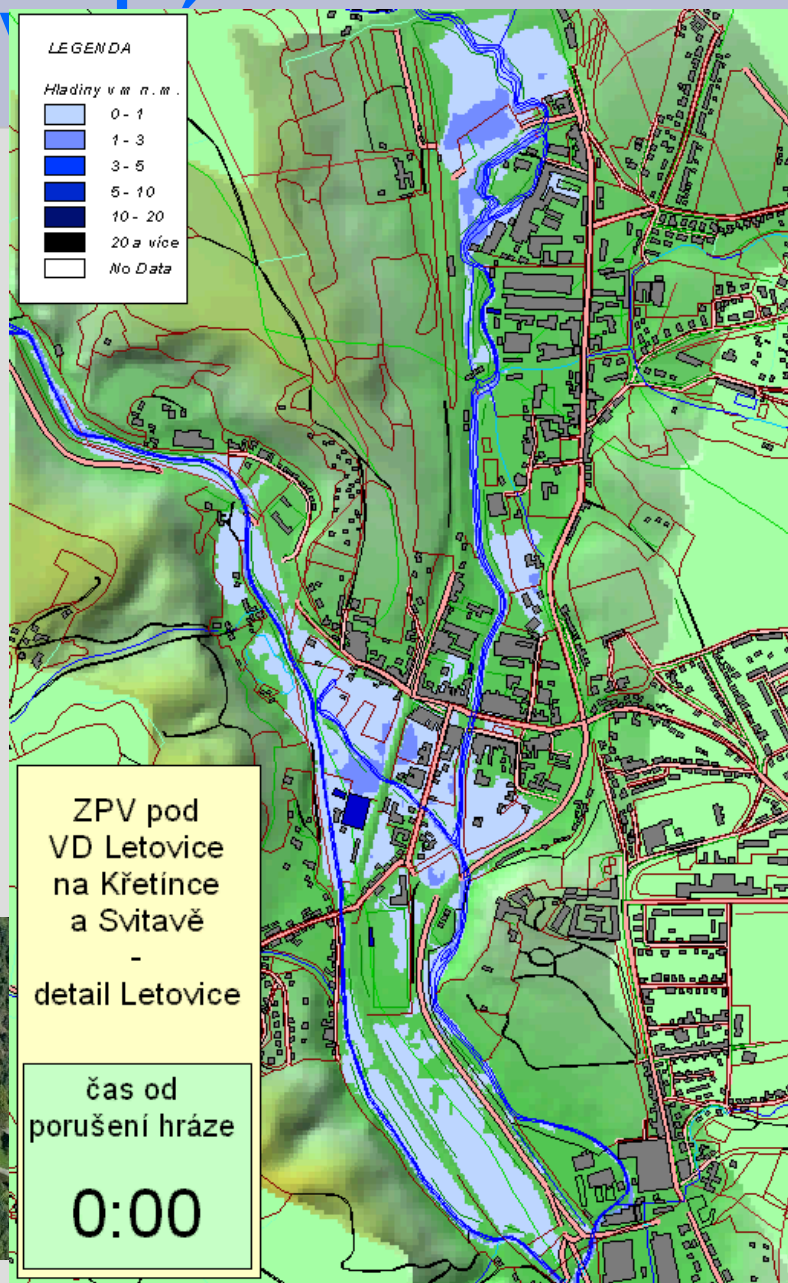 LEGENDA
Hladiny v m n. m.
0 - 1
1 - 3
3 - 5
5 - 10
10 - 20
20 a více
No Data
ZPV pod
VD Letovice
na Křetínce
a Svitavě
-
detail Letovice
čas od
porušení hráze
0:00